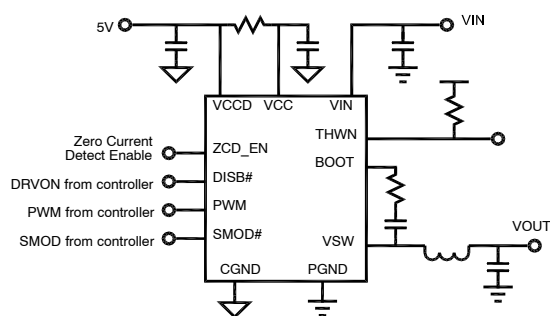 5V
VIN
VCCD
VCC
VIN
THWN
Zero Current
Detect Enable
ZCD_EN
BOOT
DRVON from controller
DISB#
PWM from controller
PWM
SMOD from controller
SMOD#
VSW
VOUT
CGND
PGND